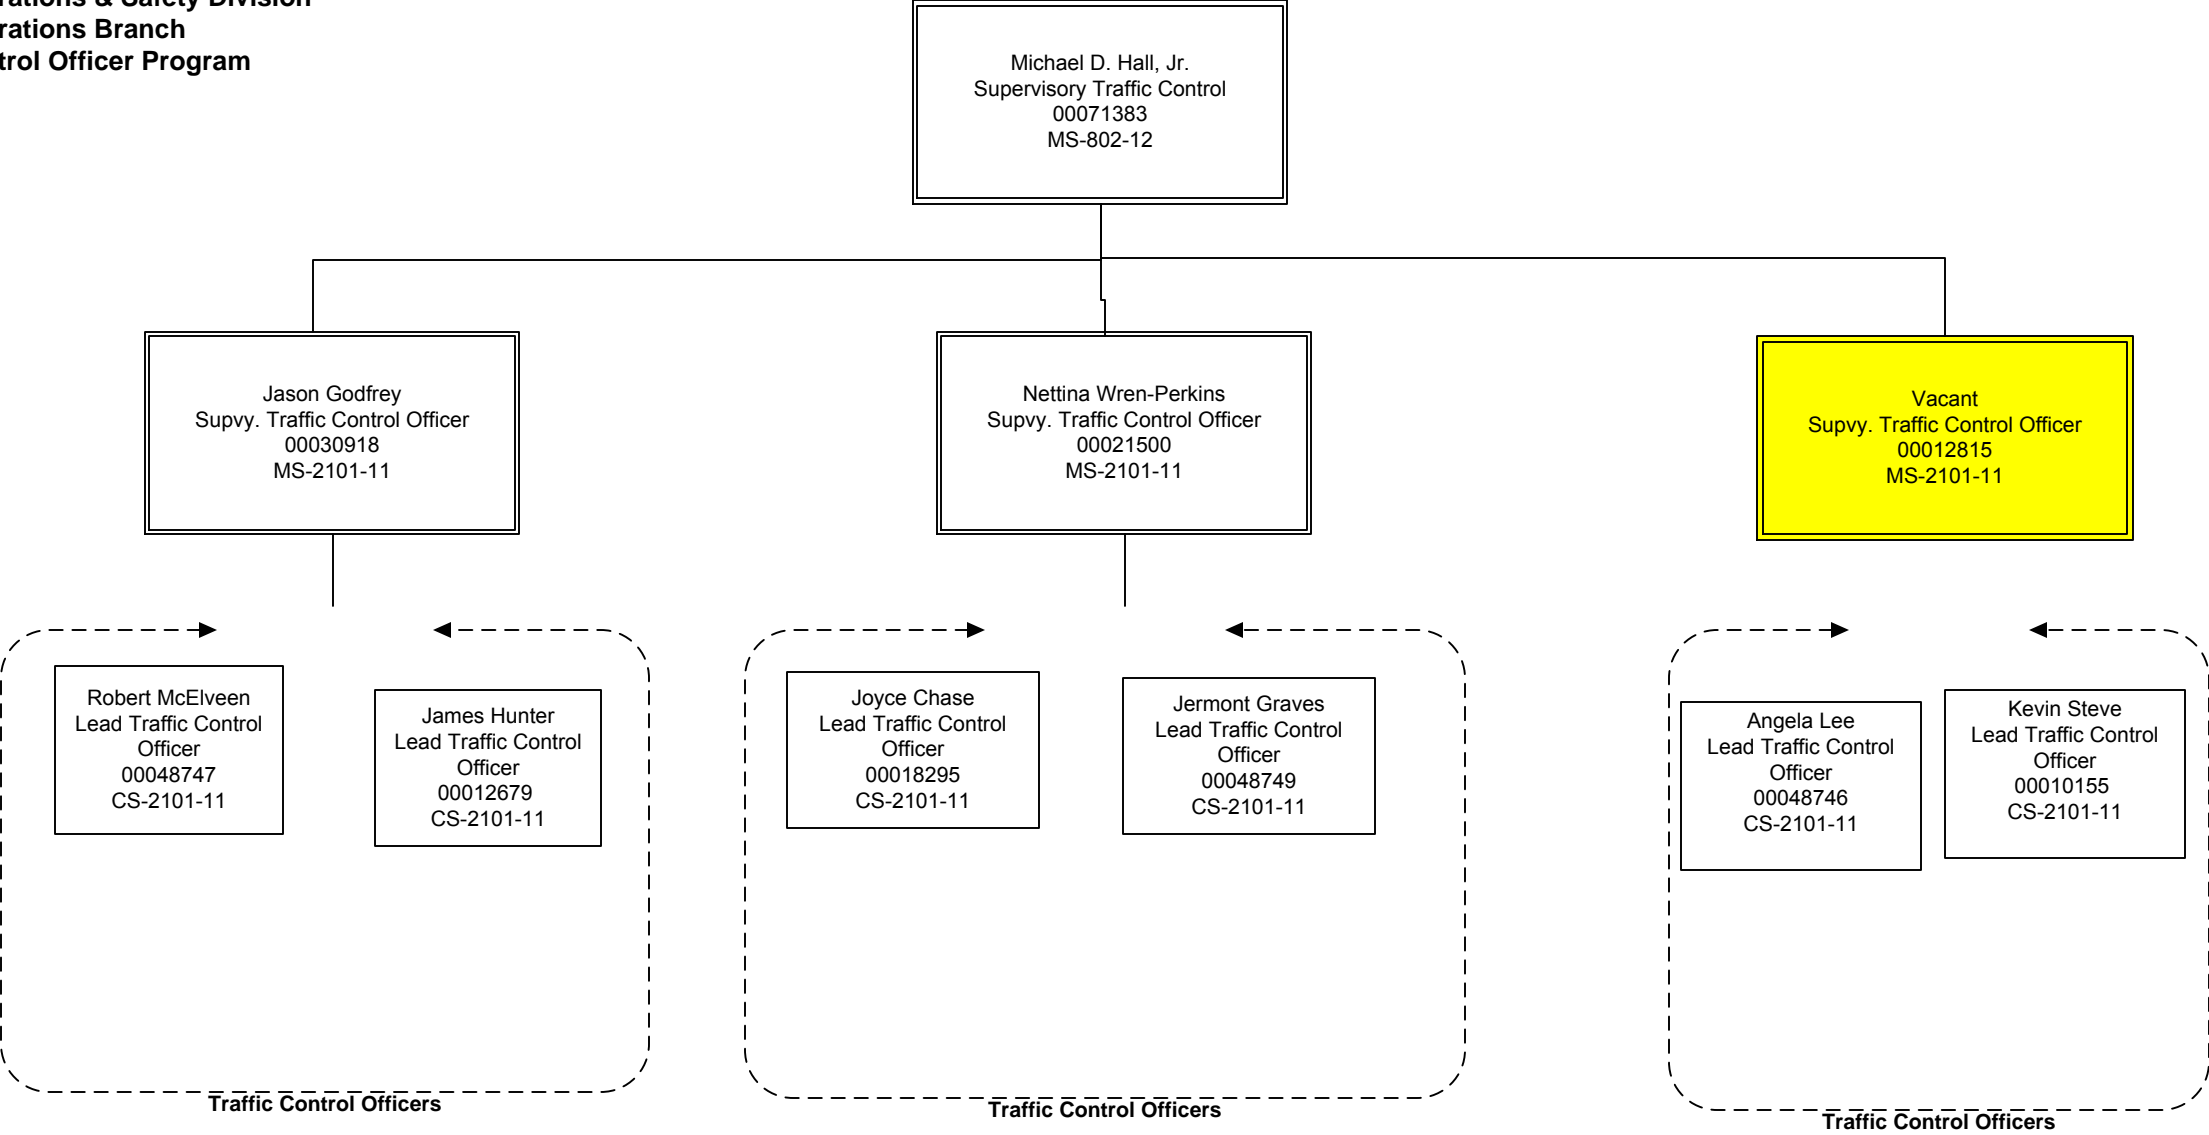 & Safety Division
Branch
Officer Program
Michael D. Hall, Jr.
Supervisory Traffic Control
00071383
MS-802-12
Jason Godfrey
Supvy. Traffic Control Officer
00030918
MS-2101-11
Nettina Wren-Perkins
Supvy. Traffic Control Officer
00021500
MS-2101-11
Vacant
Supvy. Traffic Control Officer
00012815
MS-2101-11
Robert McElveen
Lead Traffic Control
Officer
00048747
CS-2101-11
James Hunter
Lead Traffic Control
Officer
00012679
CS-2101-11
Joyce Chase
Lead Traffic Control
Officer
00018295
CS-2101-11
Jermont Graves
Lead Traffic Control
Officer
00048749
CS-2101-11
Angela Lee
Lead Traffic Control
Officer
00048746
CS-2101-11
Kevin Steve
Lead Traffic Control
Officer
00010155
CS-2101-11
Traffic Control Officers
Traffic Control Officers
Traffic Control Officers